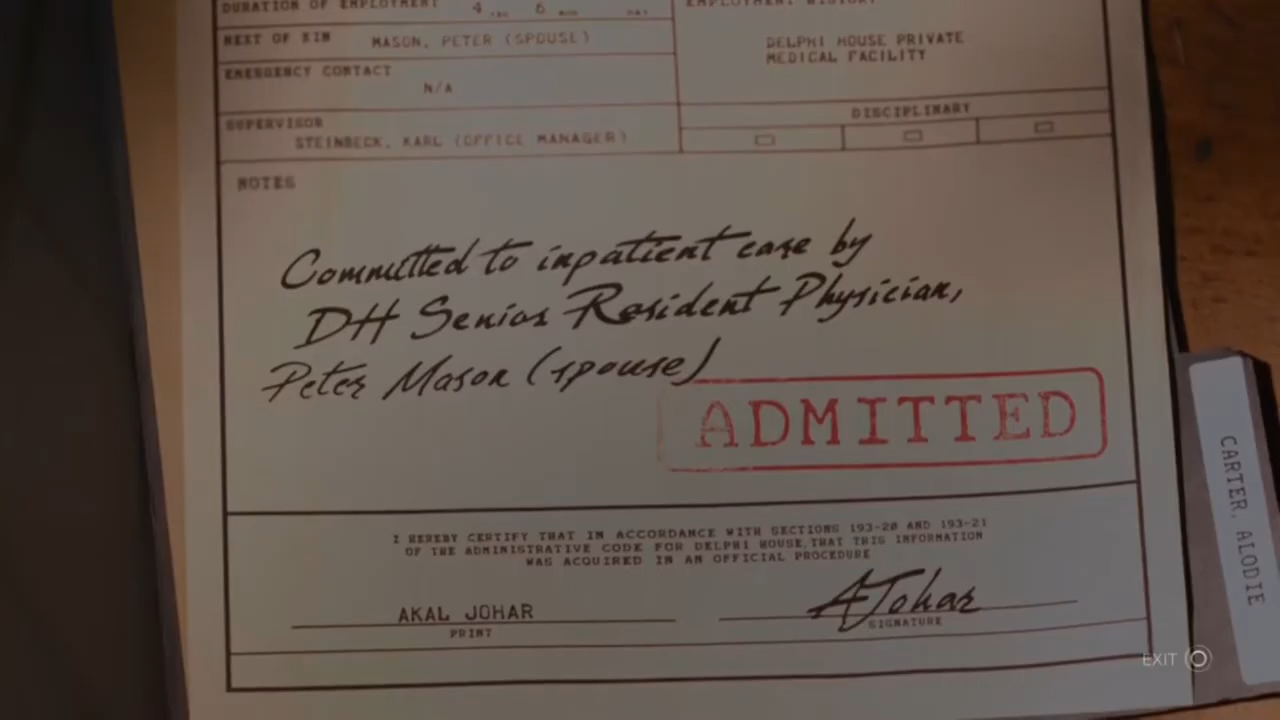 DURATION OF EMPLOYMENT 4 YRS 6 MOS DAY
EMPLOYMENT HISTORY
NEXT OF KIN MASON, PETER (SPOUSE)
DELPHI HOUSE PRIVATE
MEDICAL FACILITY
EMERGENCY CONTACT
N/A
DISCIPLINARY
SUPERVISOR
STEINBECK, KARL (OFFICE MANAGER)
NOTES
Committed to inpatient care by
DH Senior Resident Physician,
Peter Mason (spouse)
ADMITTED
I HEREBY CERTIFY THAT IN ACCORDANCE WITH SECTIONS 193-20 AND 193-21
OF THE ADMINISTRATIVE CODE FOR DELPHI HOUSE, THAT THIS INFORMATION
WAS ACQUIRED IN AN OFFICIAL PROCEDURE
AKAL JOHAR
PRINT
AJohar
SIGNATURE
CARTER, ALODIE
EXIT